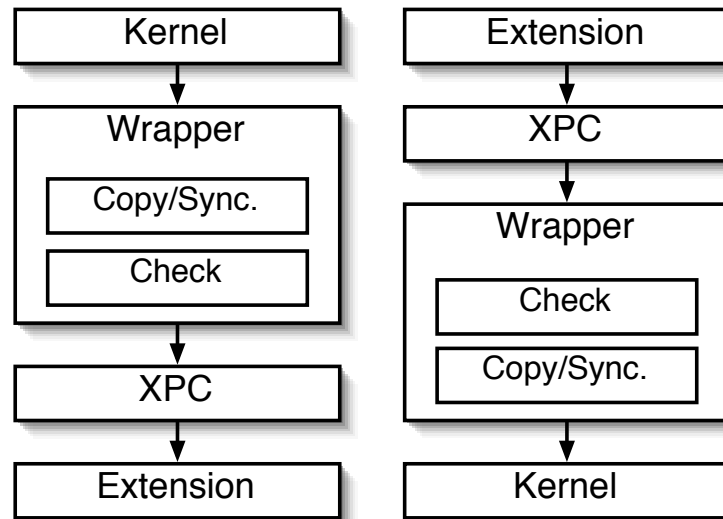 Kernel
Wrapper
Copy/Sync.
Check
XPC
Extension
Extension
XPC
Wrapper
Check
Copy/Sync.
Kernel